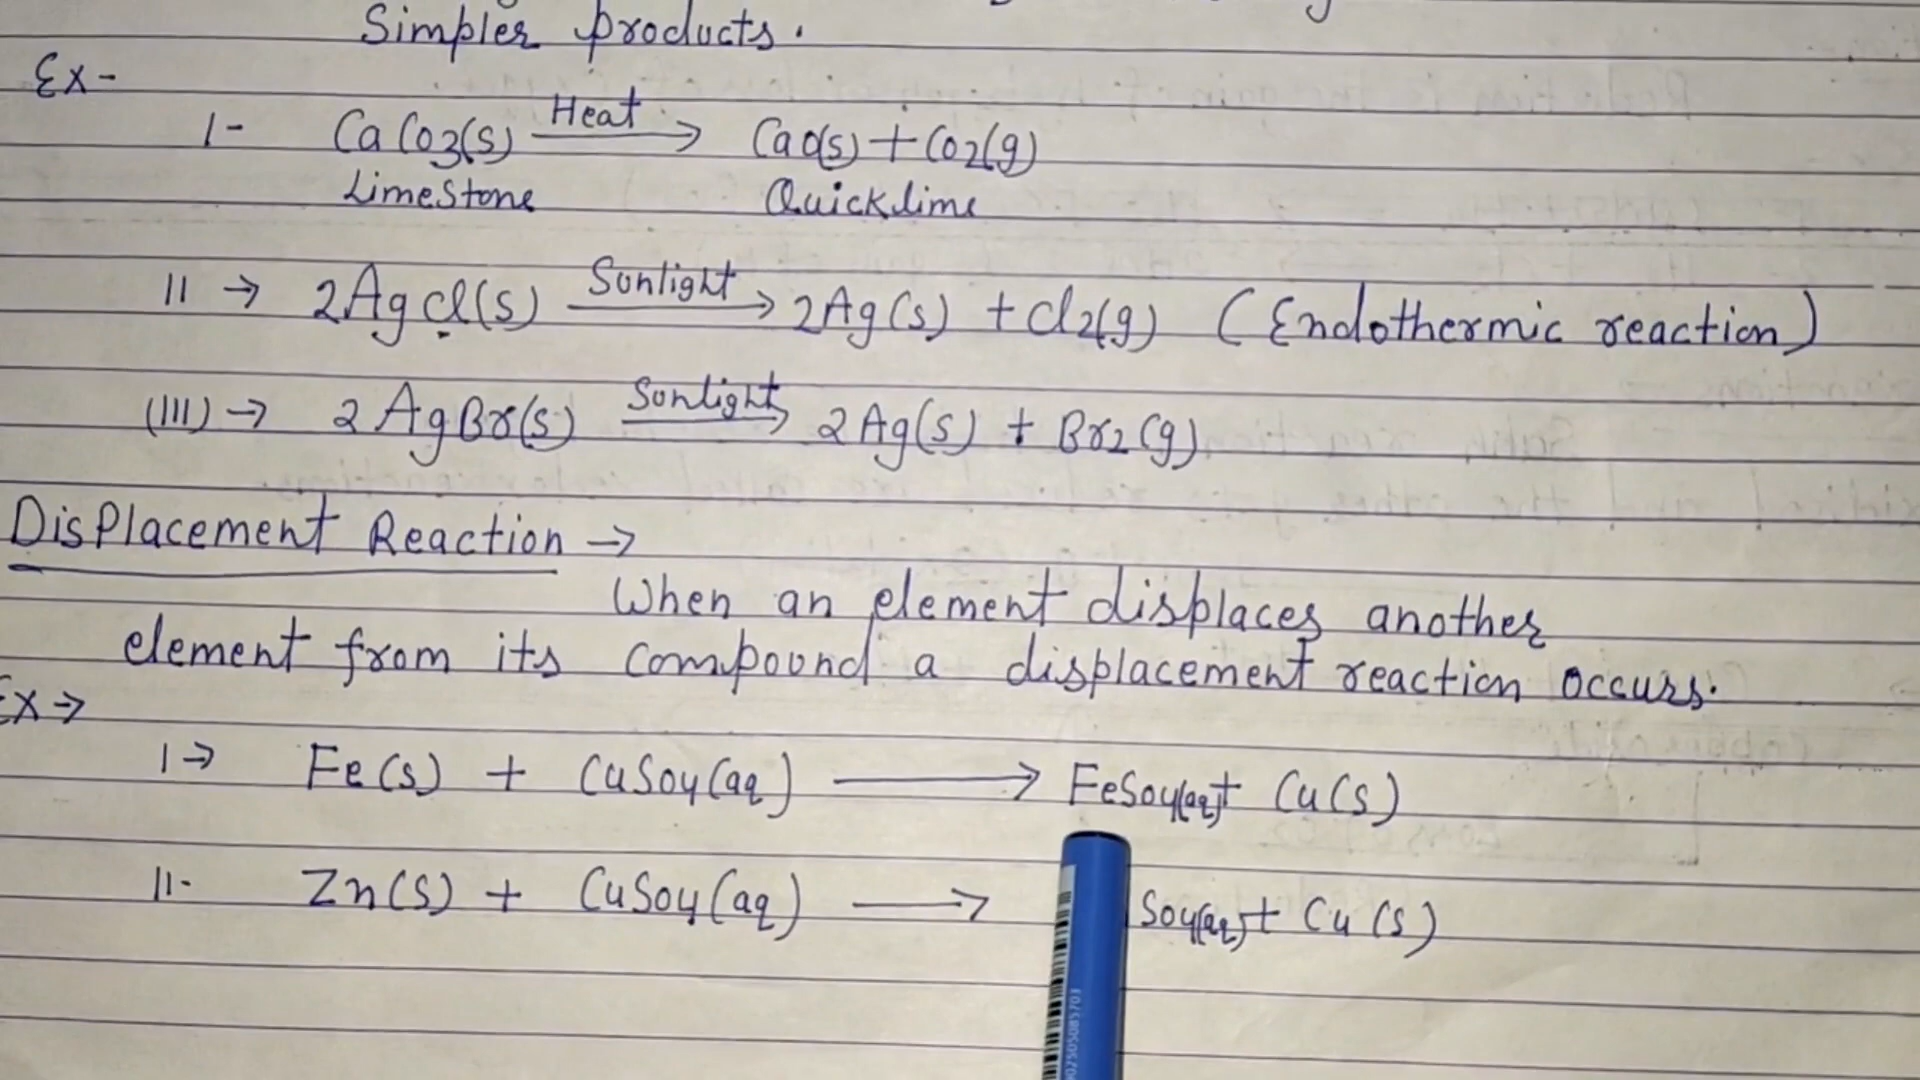 Simpler products.
Ex-
1- CaCO3(s) Heat → CaO(s) + CO2(g)
Limestone Quicklime
II → 2AgCl(s) Sunlight → 2Ag(s) + Cl2(g) (Endothermic reaction)
(III) → 2AgBr(s) Sunlight → 2Ag(s) + Br2(g)
Displacement Reaction →
When an element displaces another
element from its compound a displacement reaction occurs.
Ex →
I → Fe(s) + CuSO4(aq) → FeSO4(aq) + Cu(s)
II- Zn(s) + CuSO4(aq) → SO4(aq) + Cu(s)